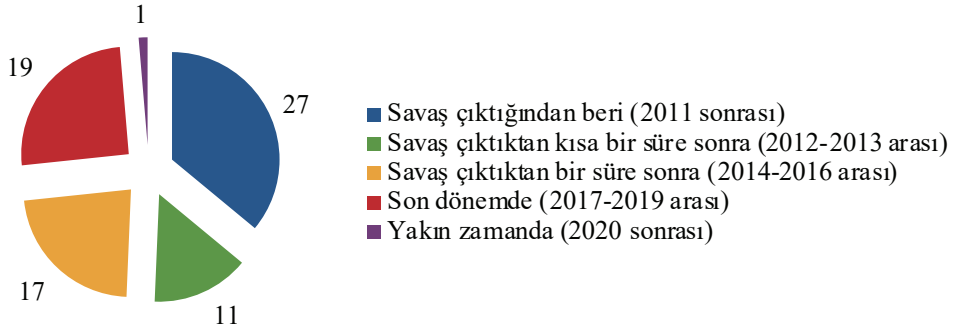 1
19
27
17
11
Savaş çıktığından beri (2011 sonrası)
Savaş çıktıktan kısa bir süre sonra (2012-2013 arası)
Savaş çıktıktan bir süre sonra (2014-2016 arası)
Son dönemde (2017-2019 arası)
Yakın zamanda (2020 sonrası)